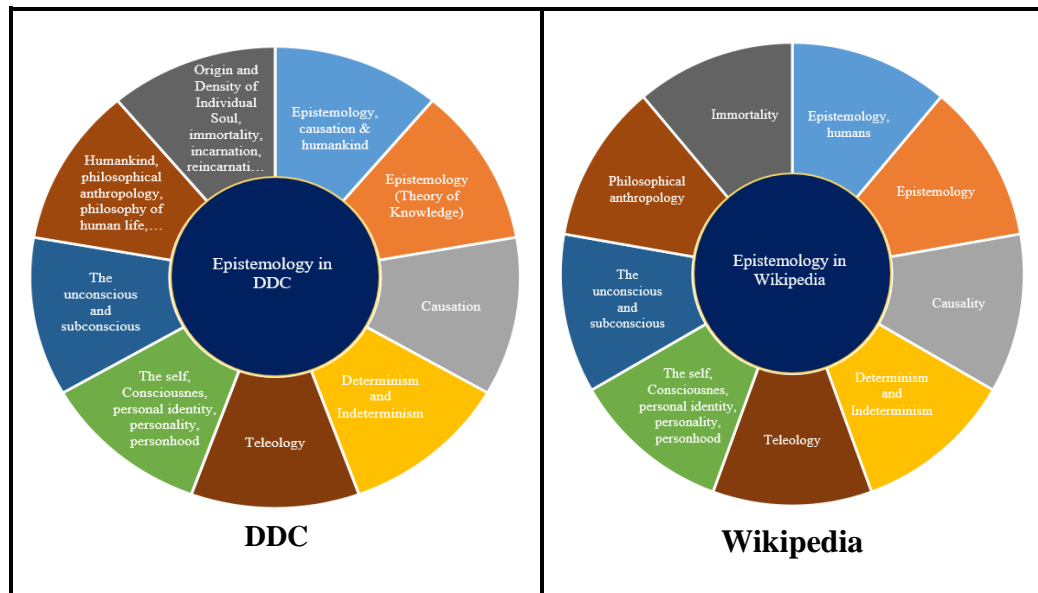 Origin and
Density of
Individual
Soul,
immortality,
incarnation,
reincarnati…
Epistemology,
causation &
humankind
Epistemology
(Theory of
Knowledge)
Causation
Determinism
and
Indeterminism
Teleology
The self,
Consciousnes,
personal identity,
personality,
personhood
The
unconscious
and
subconscious
Humankind,
philosophical
anthropology,
philosophy of
human life,…
Epistemology in
DDC
DDC
Immortality
Epistemology,
humans
Epistemology
Causality
Determinism
and
Indeterminism
Teleology
The self,
Consciousnes,
personal identity,
personality,
personhood
The
unconscious
and
subconscious
Philosophical
anthropology
Epistemology in
Wikipedia
Wikipedia